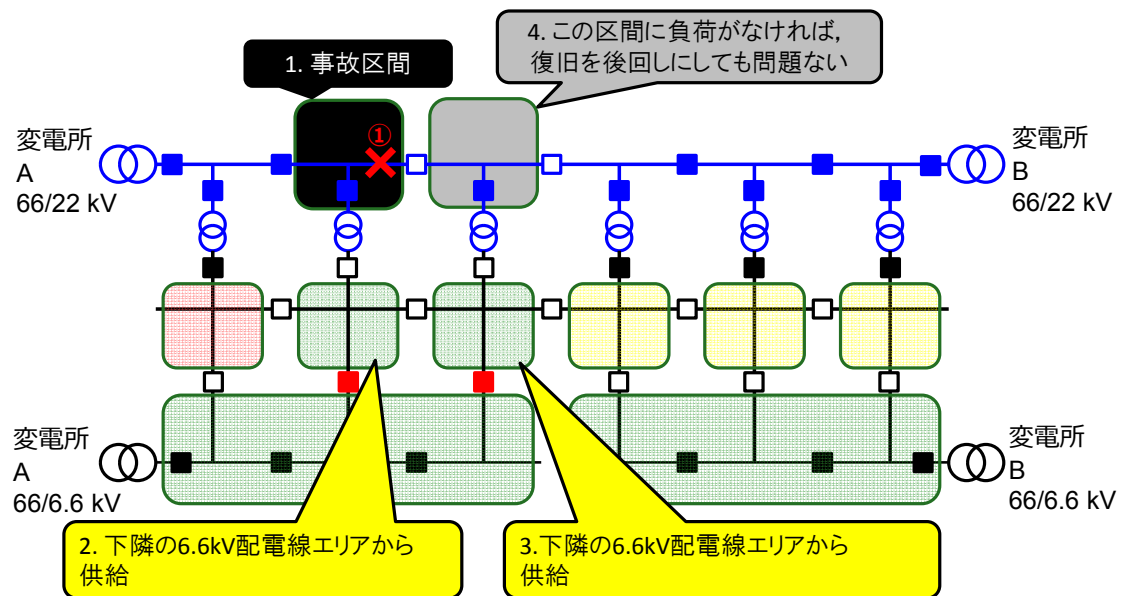 4. この区間に負荷がなければ,
復旧を後回しにしても問題ない
1. 事故区間
①
変電所
A
66/22 kV
変電所
B
66/22 kV
変電所
A
66/6.6 kV
変電所
B
66/6.6 kV
2. 下隣の6.6kV配電線エリアから
供給
3.下隣の6.6kV配電線エリアから
供給